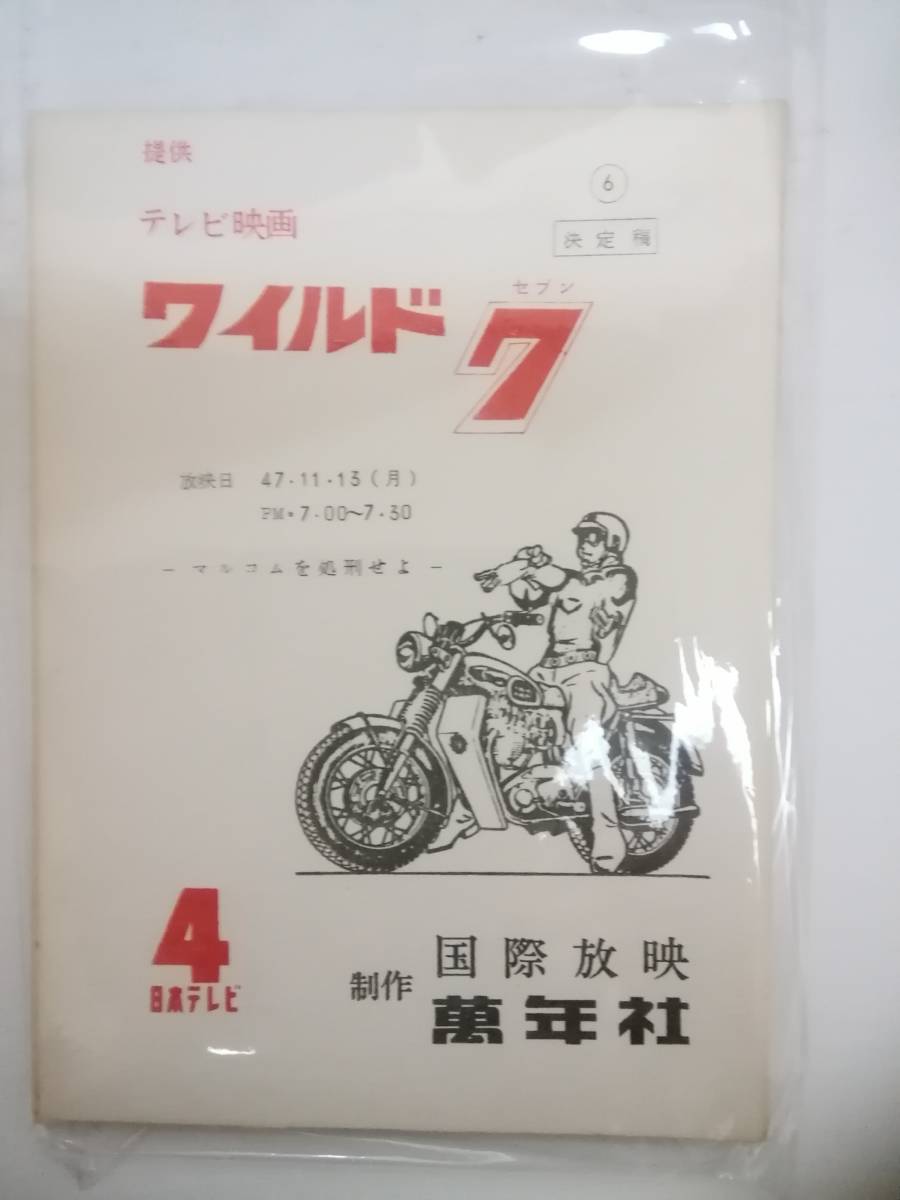 提供
⑥
テレビ映画
決定稿
ワイルド7
セブン
放映日 47・11・13(月)
PM・7・00〜7・30
－マルコムを処刑せよ－
4
日本テレビ
制作
国際放映
萬年社